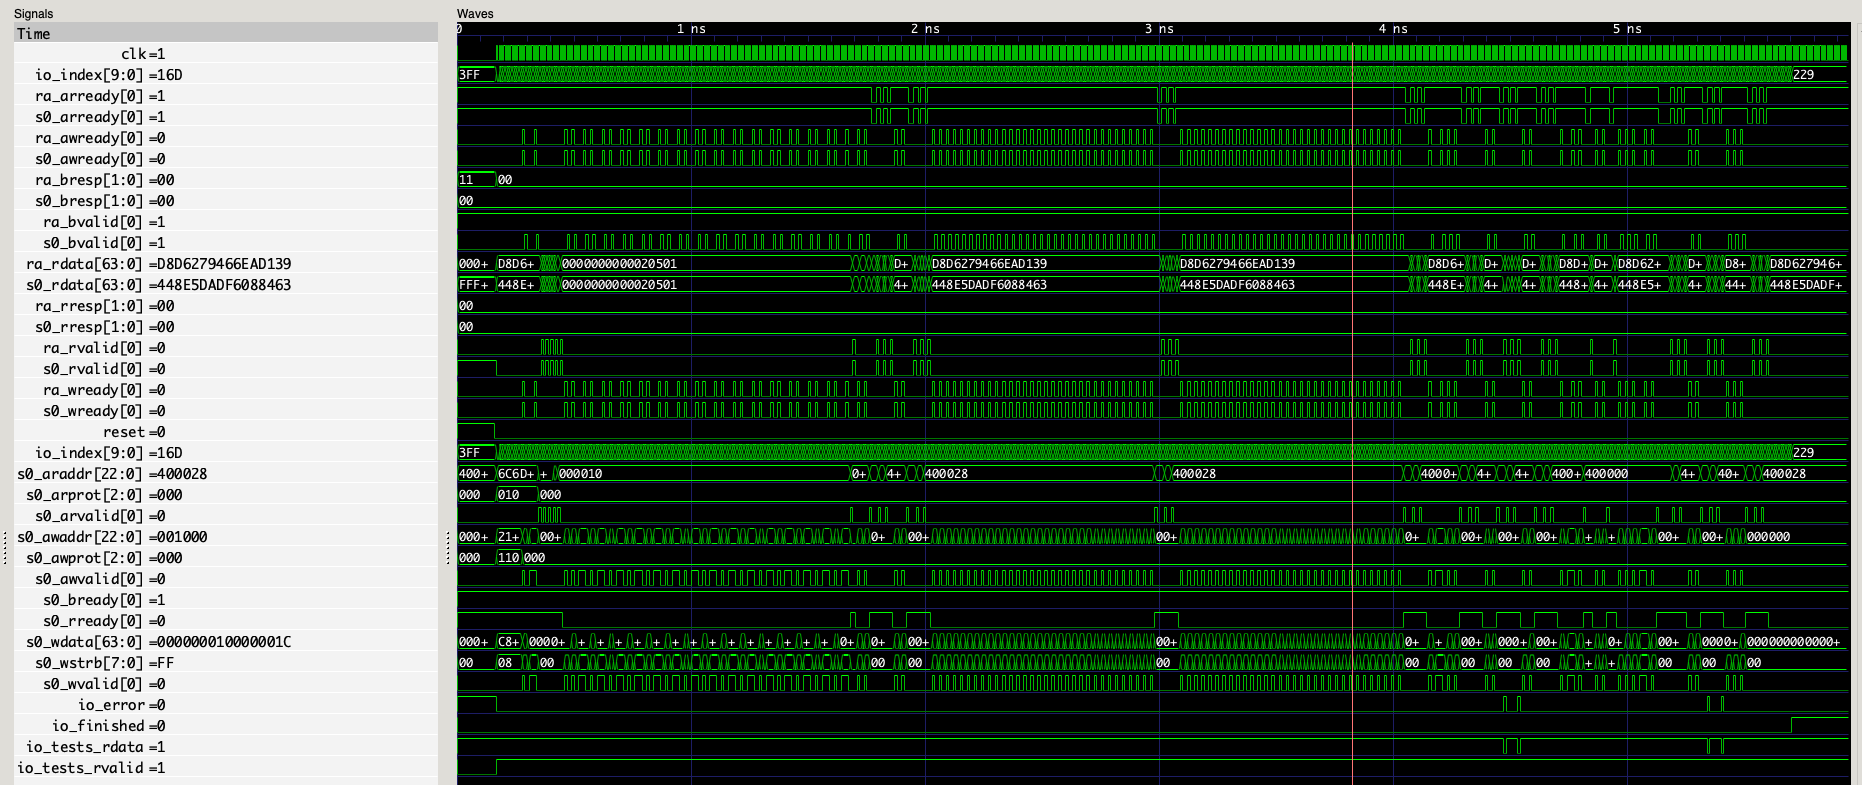 Signals Waves
Time 0 1 ns 2 ns 3 ns 4 ns 5 ns
clk =1
io_index[9:0] =16D 3FF 229
ra_arready[0] =1
s0_arready[0] =1
ra_awready[0] =0
s0_awready[0] =0
ra_bresp[1:0] =00 11 00
s0_bresp[1:0] =00 00
ra_bvalid[0] =1
s0_bvalid[0] =1
ra_rdata[63:0] =D8D6279466EAD139 000+ D8D6+ 0000000000020501 D+ D8D6279466EAD139 D8D6279466EAD139 D8D6+ D+ D+ D8D+ D+ D8D62+ D+ D8+ D8D627946+
s0_rdata[63:0] =448E5DADF6088463 FFF+ 448E+ 0000000000020501 4+ 448E5DADF6088463 448E5DADF6088463 448E+ 4+ 4+ 448+ 4+ 448E5+ 4+ 44+ 448E5DADF+
ra_rresp[1:0] =00 00
s0_rresp[1:0] =00 00
ra_rvalid[0] =0
s0_rvalid[0] =0
ra_wready[0] =0
s0_wready[0] =0
reset =0
io_index[9:0] =16D 3FF 229
s0_araddr[22:0] =400028 400+ 6C6D+ + 000010 0+ 4+ 400028 400028 4000+ 4+ 4+ 400+ 400000 4+ 40+ 400028
s0_arprot[2:0] =000 000 010 000
s0_arvalid[0] =0
s0_awaddr[22:0] =001000 000+ 21+ 00+ 0+ 00+ 00+ 0+ 00+ 00+ 00+ + + 00+ 00+ 000000
s0_awprot[2:0] =000 000 110 000
s0_awvalid[0] =0
s0_bready[0] =1
s0_rready[0] =0
s0_wdata[63:0] =000000010000001C 000+ C8+ 0000+ + + + + + + + + + + + 0+ 0+ 00+ 00+ 0+ + 00+ 000+ 00+ + + 00+ 0000+ 000000000000+
s0_wstrb[7:0] =FF 00 08 00 00 00 00 00 00 00 00 + + 00 00 00
s0_wvalid[0] =0
io_error =0
io_finished =0
io_tests_rdata =1
io_tests_rvalid =1